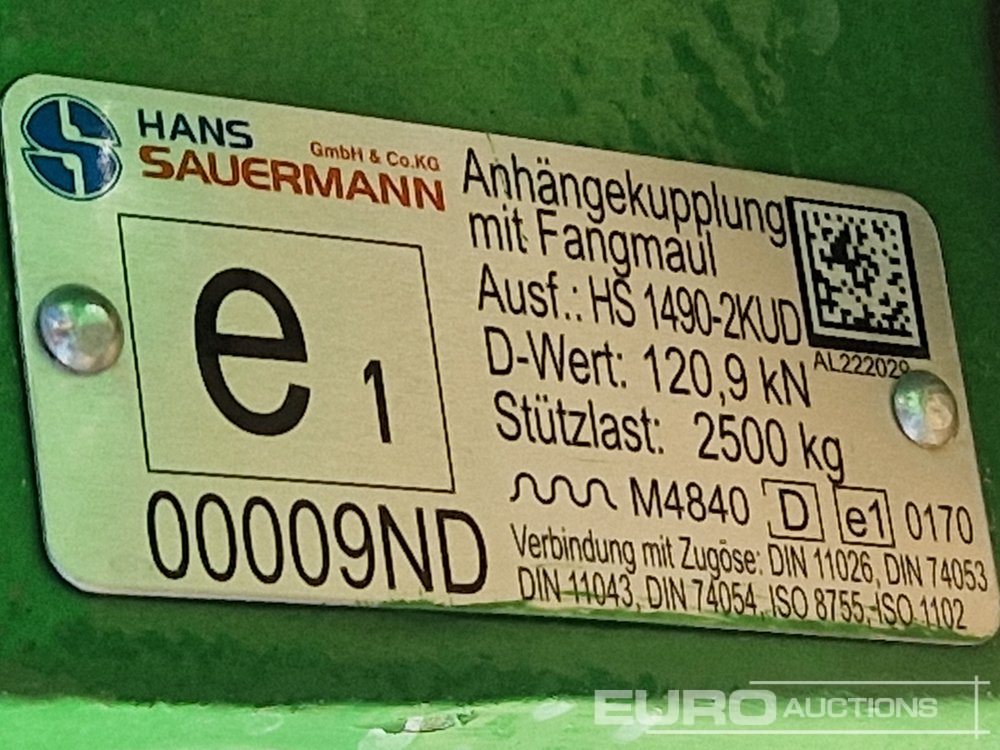 HANS
SAUERMANN
GmbH & Co.KG
e 1
00009ND
Anhängekupplung
mit Fangmaul
Ausf.: HS 1490-2KUD
D-Wert: 120,9 kN
Stützlast: 2500 kg
AL222029
M4840 D e1 0170
Verbindung mit Zugöse: DIN 11026, DIN 74053
DIN 11043, DIN 74054, ISO 8755, ISO 1102
EURO AUCTIONS